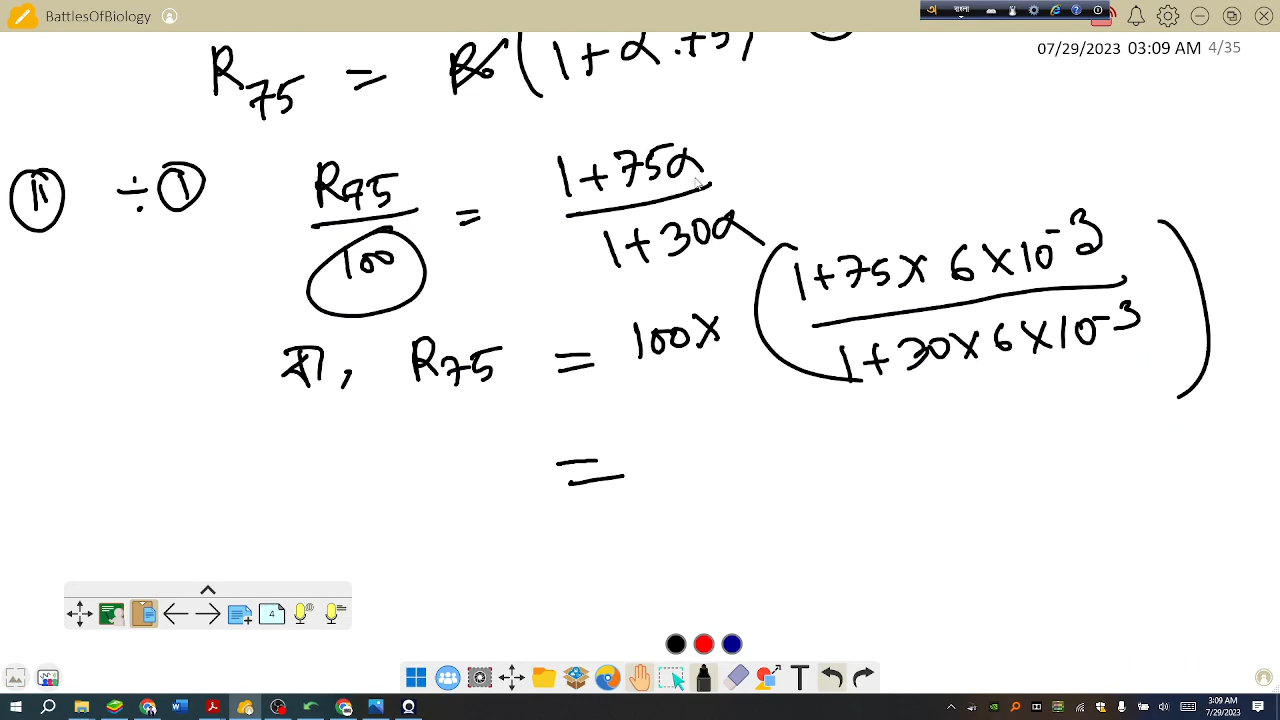 BattlesOfBiology
07/29/2023 03:09 AM 4/35
R₇₅ = R₀ (1 + α . 75)
(ii) ÷ (i) R₇₅/100 = (1+75α)/(1+30α)
বা, R₇₅ = 100× ((1+75×6×10⁻³)/(1+30×6×10⁻³))
=
4
3:09 AM
7/29/2023